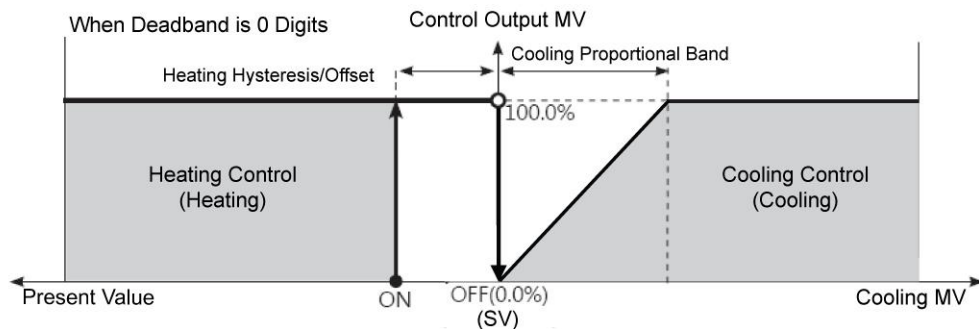 When Deadband is 0 Digits
Control Output MV
Heating Hysteresis/Offset
Cooling Proportional Band
100.0%
Heating Control
(Heating)
Cooling Control
(Cooling)
Present Value
ON
OFF(0.0%)
(SV)
Cooling MV